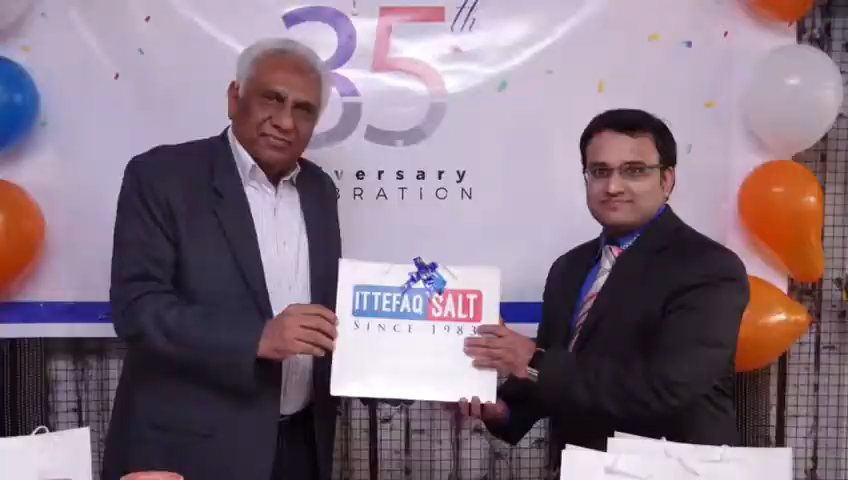 35th
versary
BRATION
ITTEFAQ SALT
SINCE 1983